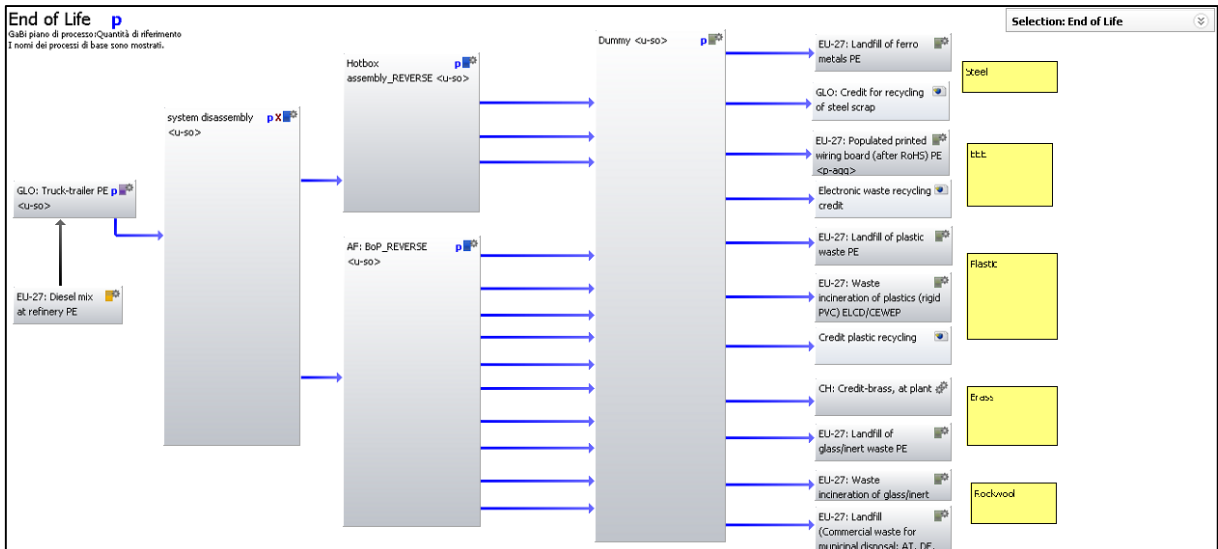 End of Life p
GaBi piano di processo:Quantità di riferimento
I nomi dei processi di base sono mostrati.
Selection: End of Life
GLO: Truck-trailer PE p
<u-so>
EU-27: Diesel mix
at refinery PE
system disassembly pX
<u-so>
Hotbox p
assembly_REVERSE <u-so>
AF: BoP_REVERSE p
<u-so>
Dummy <u-so> p
EU-27: Landfill of ferro
metals PE
GLO: Credit for recycling
of steel scrap
EU-27: Populated printed
wiring board (after RoHS) PE
<p-agg>
Electronic waste recycling
credit
EU-27: Landfill of plastic
waste PE
EU-27: Waste
incineration of plastics (rigid
PVC) ELCD/CEWEP
Credit plastic recycling
CH: Credit-brass, at plant
EU-27: Landfill of
glass/inert waste PE
EU-27: Waste
incineration of glass/inert
EU-27: Landfill
(Commercial waste for
municipal disposal; AT, DE,
Steel
Plastic
Brass
Rockwool